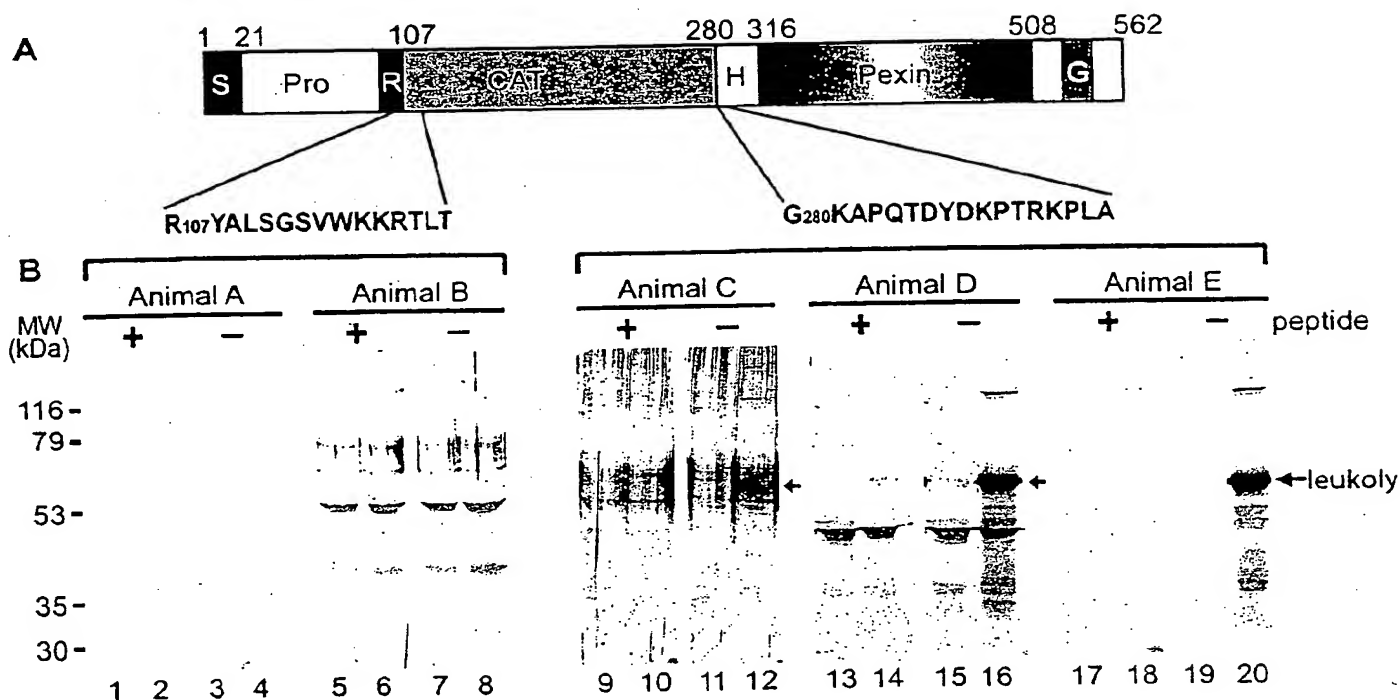 1 21 107 280 316 508 562
A
S Pro R CAT H Pexin G
R107YALSGSVWKKRTLT G280KAPQTDYDKPTRKPLA
B
Animal A Animal B Animal C Animal D Animal E
MW (kDa)
+ − + − + − + − + − peptide
116 -
79 -
53 -
35 -
30 -
leukoly
1 2 3 4 5 6 7 8 9 10 11 12 13 14 15 16 17 18 19 20